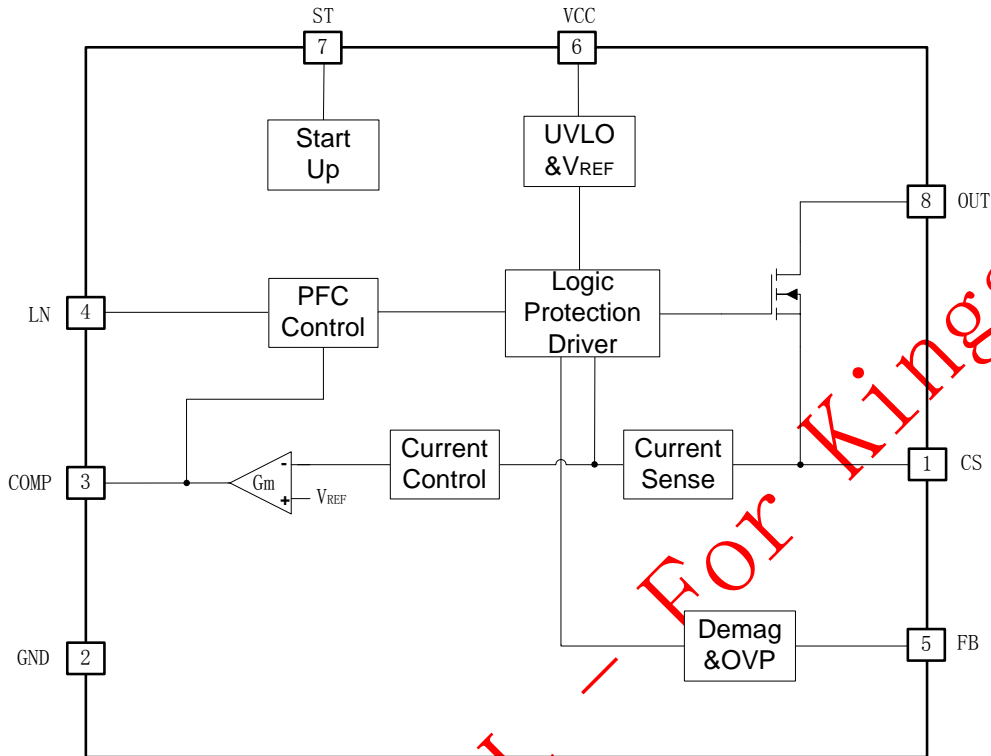 ST
VCC
7
6
Start
Up
UVLO
&VREF
8
OUT
LN
4
PFC
Control
Logic
Protection
Driver
COMP
3
Gm
-
+
VREF
Current
Control
Current
Sense
1
CS
GND
2
Demag
&OVP
5
FB
- For King